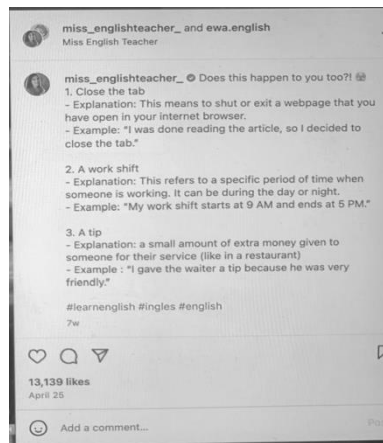 miss_englishteacher_ and ewa.english
Miss English Teacher
miss_englishteacher_ Does this happen to you too?!
1. Close the tab
- Explanation: This means to shut or exit a webpage that you
have open in your internet browser.
- Example: "I was done reading the article, so I decided to
close the tab."
2. A work shift
- Explanation: This refers to a specific period of time when
someone is working. It can be during the day or night.
- Example: "My work shift starts at 9 AM and ends at 5 PM."
3. A tip
- Explanation: a small amount of extra money given to
someone for their service (like in a restaurant)
- Example : "I gave the waiter a tip because he was very
friendly."
#learnenglish #ingles #english
7w
13,139 likes
April 25
Add a comment...